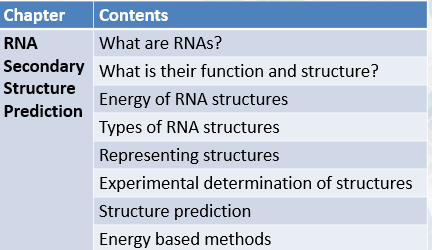 Chapter Contents
RNA Secondary Structure Prediction
What are RNAs?
What is their function and structure?
Energy of RNA structures
Types of RNA structures
Representing structures
Experimental determination of structures
Structure prediction
Energy based methods